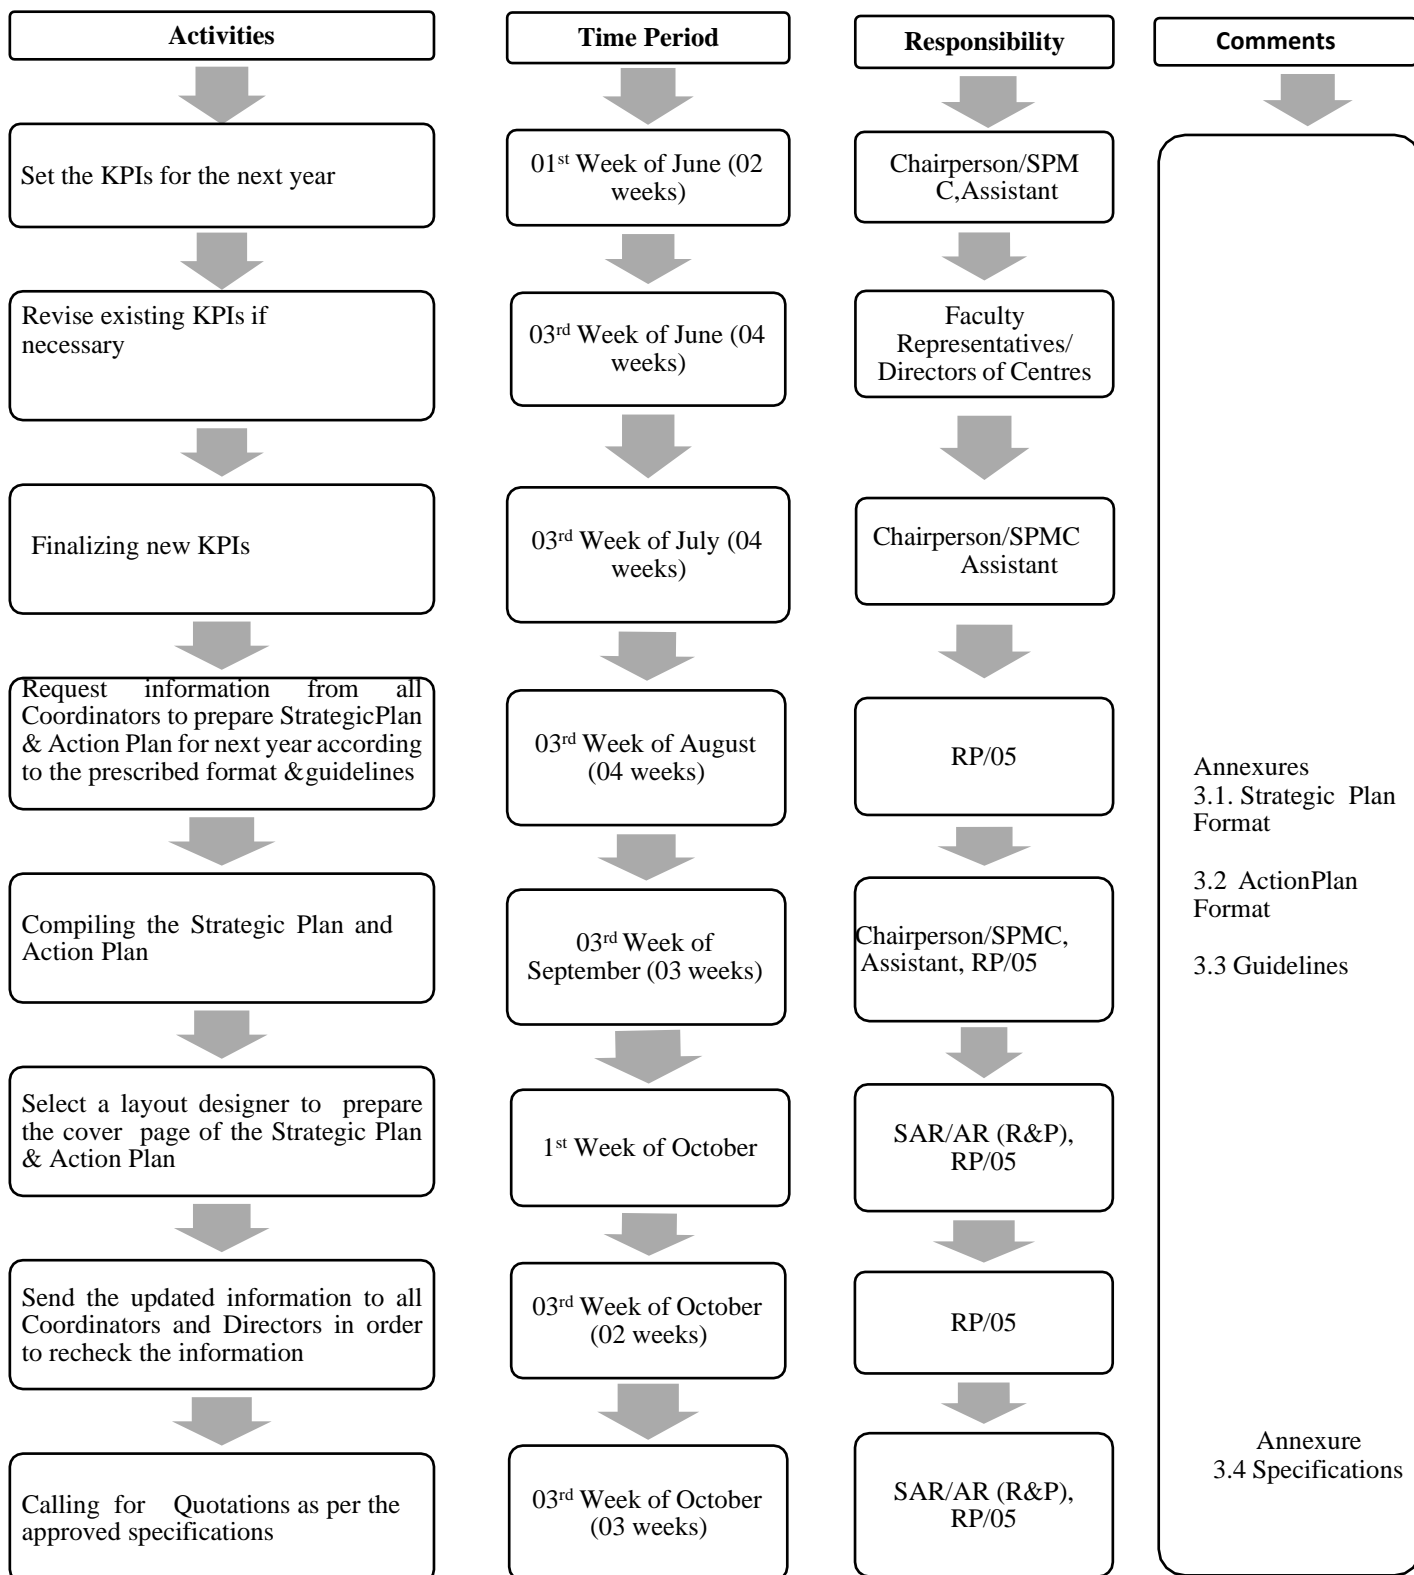 Activities
Time Period
Responsibility
Comments
Set the KPIs for the next year
01st Week of June (02
weeks)
Chairperson/SPM
C,Assistant
Revise existing KPIs if
necessary
03rd Week of June (04
weeks)
Faculty
Representatives/
Directors of Centres
Finalizing new KPIs
03rd Week of July (04
weeks)
Chairperson/SPMC
Assistant
Request information from all
Coordinators to prepare StrategicPlan
& Action Plan for next year according
to the prescribed format &guidelines
03rd Week of August
(04 weeks)
RP/05
Annexures
3.1. Strategic Plan
Format
3.2 ActionPlan
Format
3.3 Guidelines
Compiling the Strategic Plan and
Action Plan
03rd Week of
September (03 weeks)
Chairperson/SPMC,
Assistant, RP/05
Select a layout designer to prepare
the cover page of the Strategic Plan
& Action Plan
1st Week of October
SAR/AR (R&P),
RP/05
Send the updated information to all
Coordinators and Directors in order
to recheck the information
03rd Week of October
(02 weeks)
RP/05
Calling for Quotations as per the
approved specifications
03rd Week of October
(03 weeks)
SAR/AR (R&P),
RP/05
Annexure
3.4 Specifications